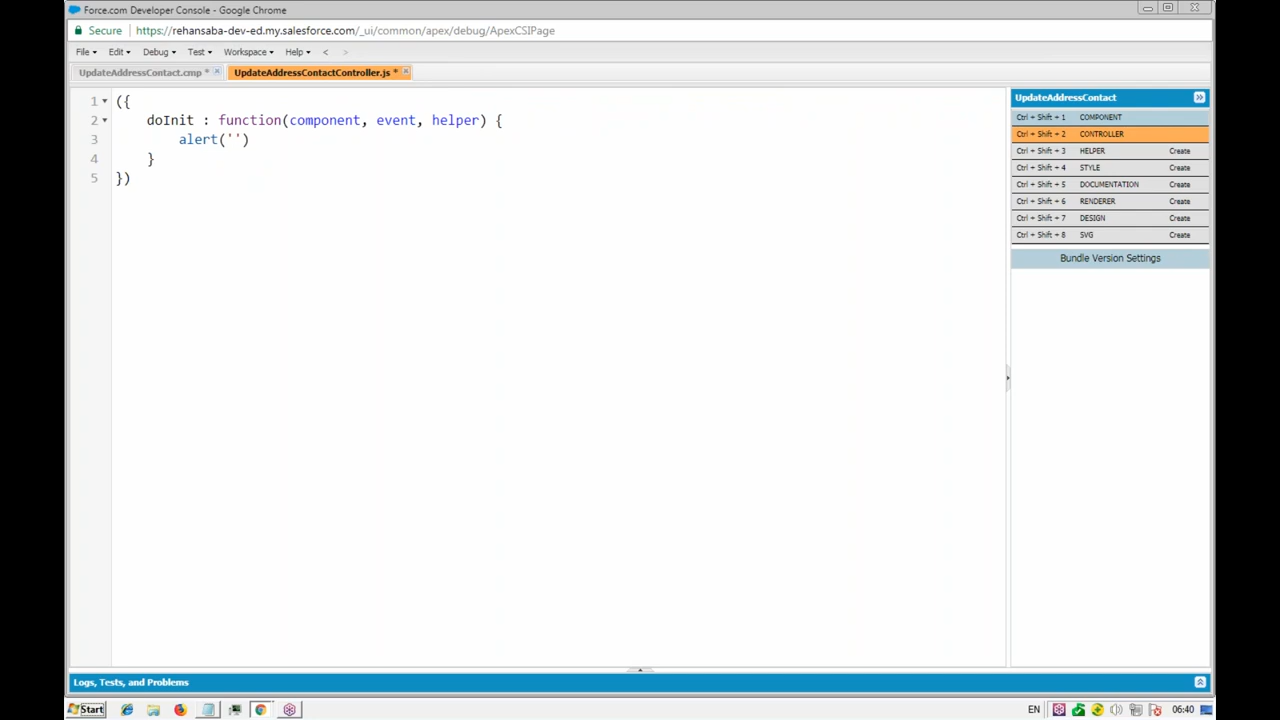 Force.com Developer Console - Google Chrome
Secure https://rehansaba-dev-ed.my.salesforce.com/_ui/common/apex/debug/ApexCSIPage
File Edit Debug Test Workspace Help < >
UpdateAddressContact.cmp * UpdateAddressContactController.js *
1 ({
2 doInit : function(component, event, helper) {
3 alert('')
4 }
5 })
UpdateAddressContact
Ctrl + Shift + 1 COMPONENT
Ctrl + Shift + 2 CONTROLLER
Ctrl + Shift + 3 HELPER Create
Ctrl + Shift + 4 STYLE Create
Ctrl + Shift + 5 DOCUMENTATION Create
Ctrl + Shift + 6 RENDERER Create
Ctrl + Shift + 7 DESIGN Create
Ctrl + Shift + 8 SVG Create
Bundle Version Settings
Logs, Tests, and Problems
Start EN 06:40